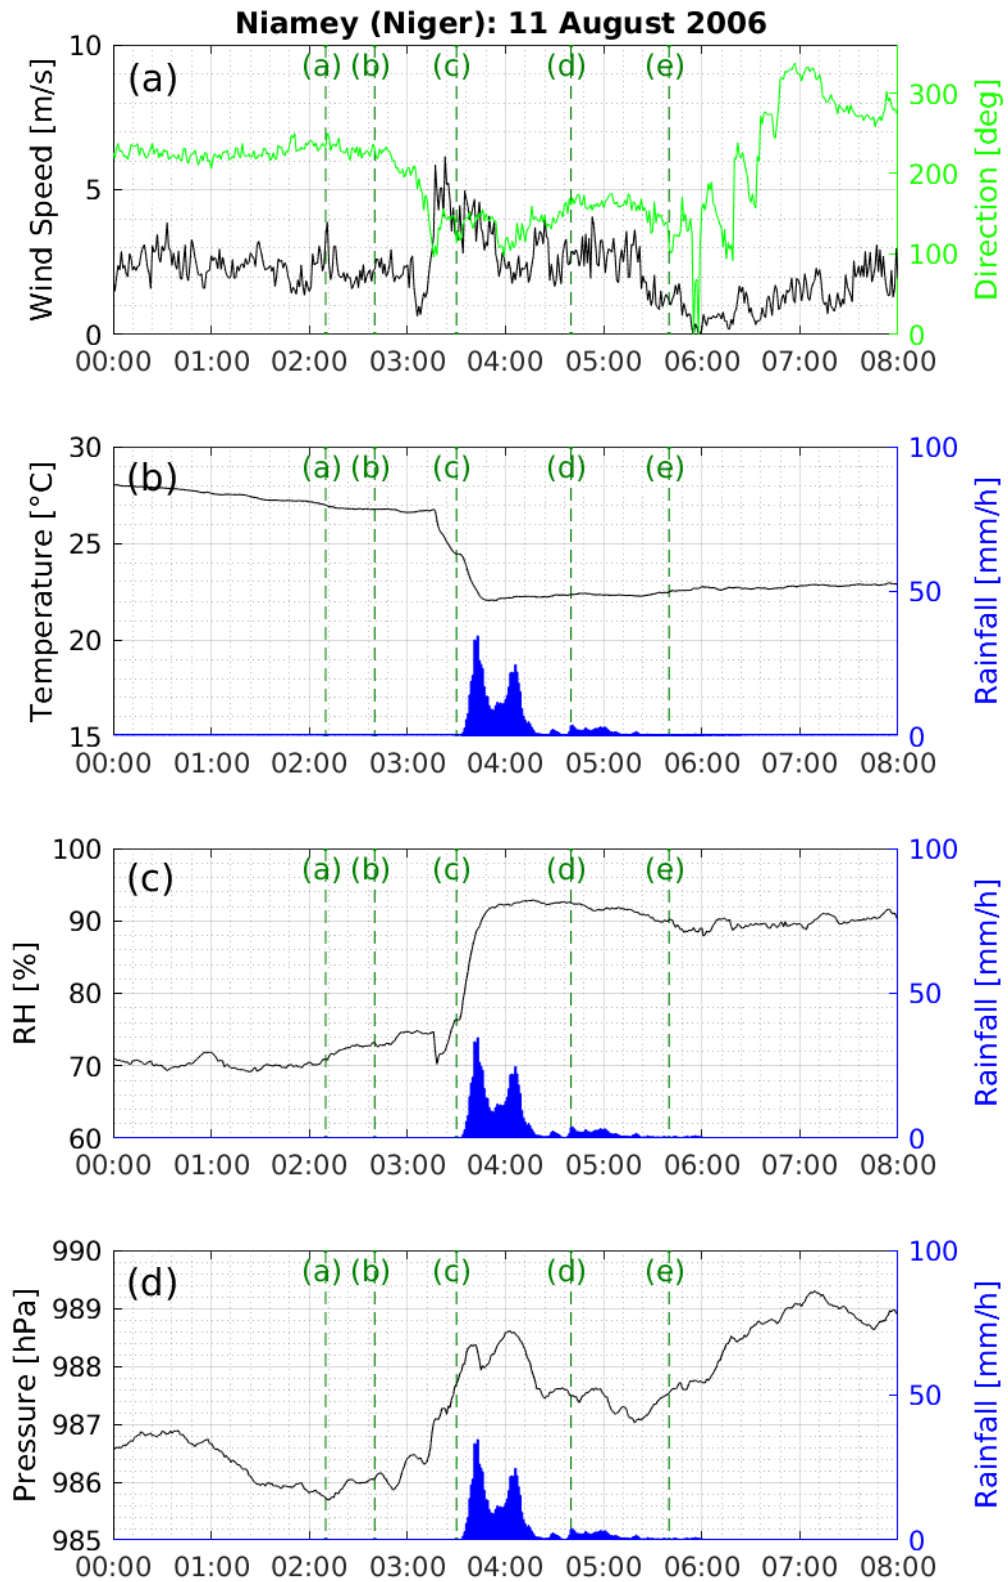 Niamey (Niger): 11 August 2006
(a)
(a) (b) (c) (d) (e)
Wind Speed [m/s]
10
5
0
Direction [deg]
300
200
100
0
00:00 01:00 02:00 03:00 04:00 05:00 06:00 07:00 08:00
(b)
(a) (b) (c) (d) (e)
Temperature [°C]
30
25
20
15
Rainfall [mm/h]
100
50
0
00:00 01:00 02:00 03:00 04:00 05:00 06:00 07:00 08:00
(c)
(a) (b) (c) (d) (e)
RH [%]
100
90
80
70
60
Rainfall [mm/h]
100
50
0
00:00 01:00 02:00 03:00 04:00 05:00 06:00 07:00 08:00
(d)
(a) (b) (c) (d) (e)
Pressure [hPa]
990
989
988
987
986
985
Rainfall [mm/h]
100
50
0
00:00 01:00 02:00 03:00 04:00 05:00 06:00 07:00 08:00